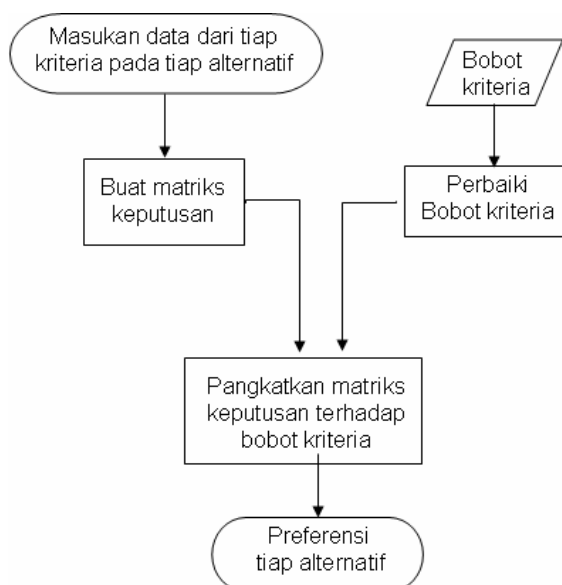 Masukan data dari tiap
kriteria pada tiap alternatif
Bobot
kriteria
Buat matriks
keputusan
Perbaiki
Bobot kriteria
Pangkatkan matriks
keputusan terhadap
bobot kriteria
Preferensi
tiap alternatif